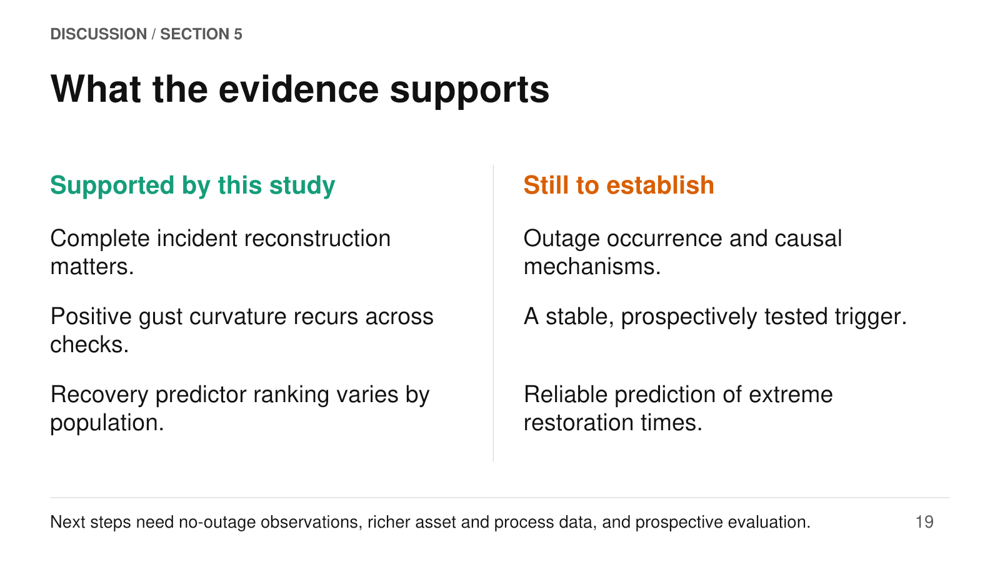 DISCUSSION / SECTION 5
What the evidence supports
Supported by this study
Complete incident reconstruction
matters.
Positive gust curvature recurs across
checks.
Recovery predictor ranking varies by
population.
Still to establish
Outage occurrence and causal
mechanisms.
A stable, prospectively tested trigger.
Reliable prediction of extreme
restoration times.
Next steps need no-outage observations, richer asset and process data, and prospective evaluation.
19